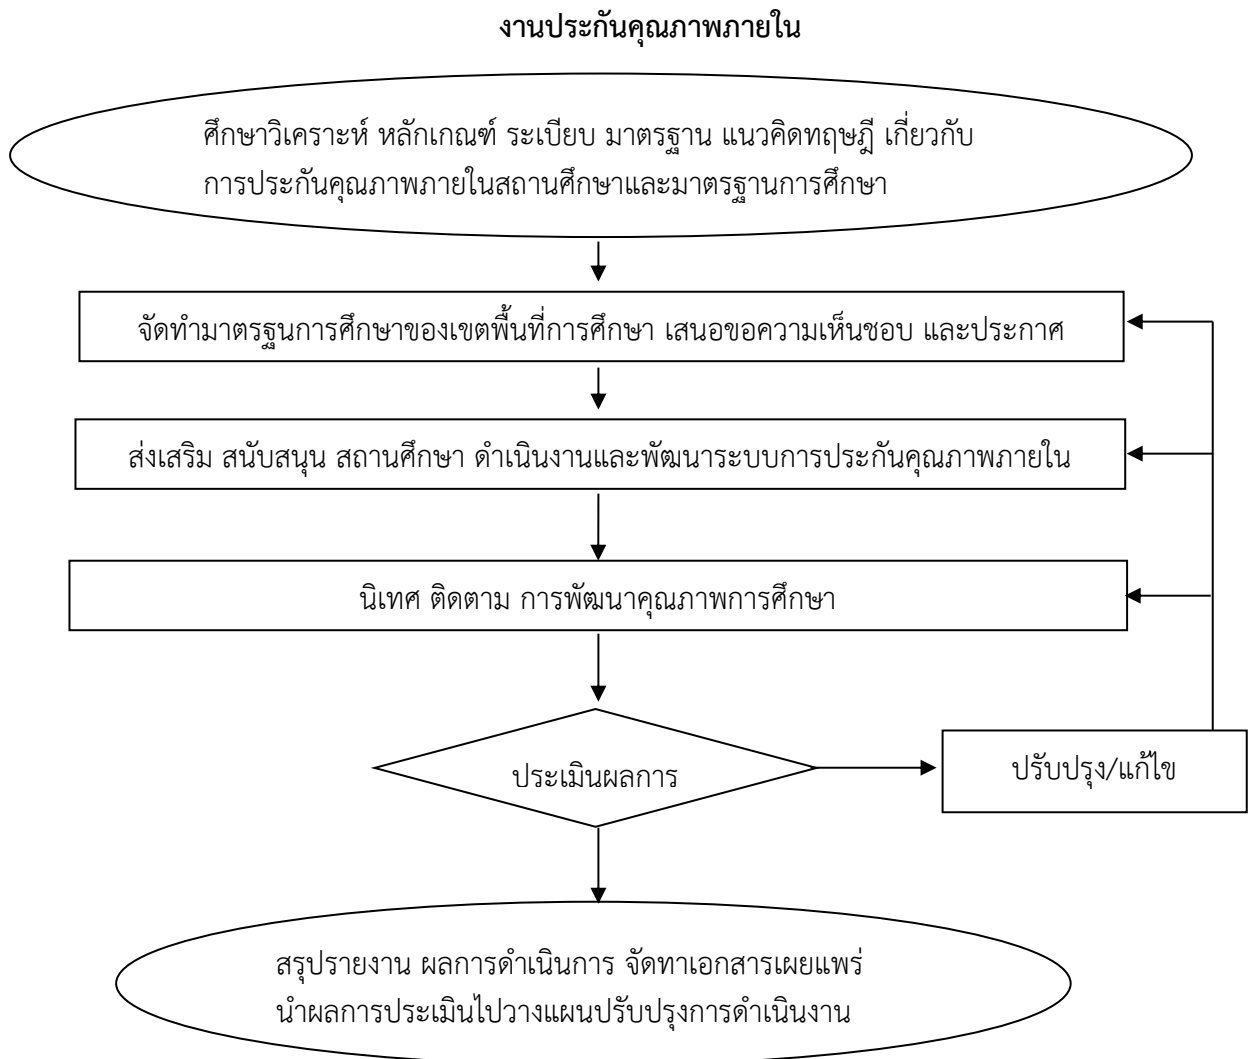 งานประกันคุณภาพภายใน
ศึกษาวิเคราะห์ หลักเกณฑ์ ระเบียบ มาตรฐาน แนวคิดทฤษฎี เกี่ยวกับ
การประกันคุณภาพภายในสถานศึกษาและมาตรฐานการศึกษา
จัดทำมาตรฐนการศึกษาของเขตพื้นที่การศึกษา เสนอขอความเห็นชอบ และประกาศ
ส่งเสริม สนับสนุน สถานศึกษา ดำเนินงานและพัฒนาระบบการประกันคุณภาพภายใน
นิเทศ ติดตาม การพัฒนาคุณภาพการศึกษา
ประเมินผลการ
ปรับปรุง/แก้ไข
สรุปรายงาน ผลการดำเนินการ จัดทาเอกสารเผยแพร่
นำผลการประเมินไปวางแผนปรับปรุงการดำเนินงาน